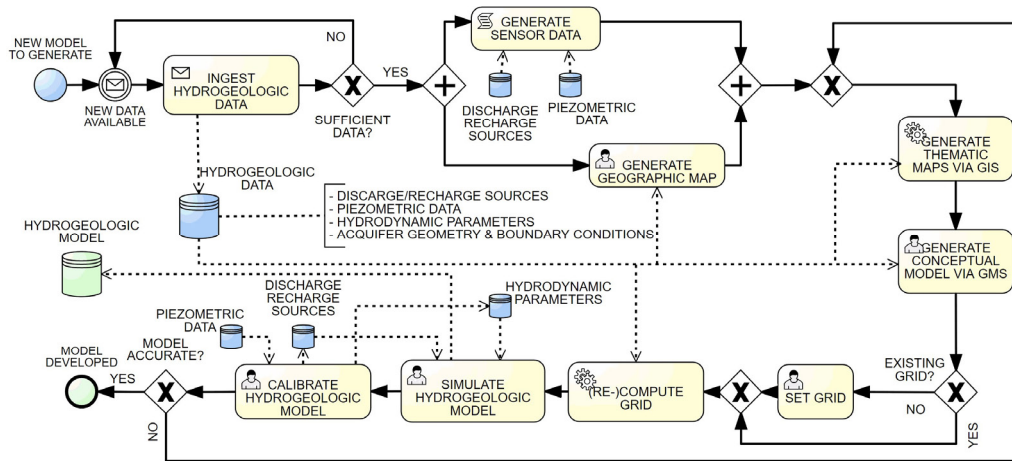 NEW MODEL
TO GENERATE
NEW DATA
AVAILABLE
NO
INGEST
HYDROGEOLOGIC
DATA
SUFFICIENT
DATA?
YES
GENERATE
SENSOR DATA
DISCHARGE
RECHARGE
SOURCES
PIEZOMETRIC
DATA
GENERATE
GEOGRAPHIC MAP
GENERATE
THEMATIC
MAPS VIA GIS
HYDROGEOLOGIC
DATA
- DISCARGE/RECHARGE SOURCES
- PIEZOMETRIC DATA
- HYDRODYNAMIC PARAMETERS
- ACQUIFER GEOMETRY & BOUNDARY CONDITIONS
HYDROGEOLOGIC
MODEL
GENERATE
CONCEPTUAL
MODEL VIA GMS
PIEZOMETRIC
DATA
DISCHARGE
RECHARGE
SOURCES
HYDRODYNAMIC
PARAMETERS
MODEL
ACCURATE?
MODEL
DEVELOPED
YES
NO
CALIBRATE
HYDROGEOLOGIC
MODEL
SIMULATE
HYDROGEOLOGIC
MODEL
(RE-)COMPUTE
GRID
SET GRID
EXISTING
GRID?
NO
YES